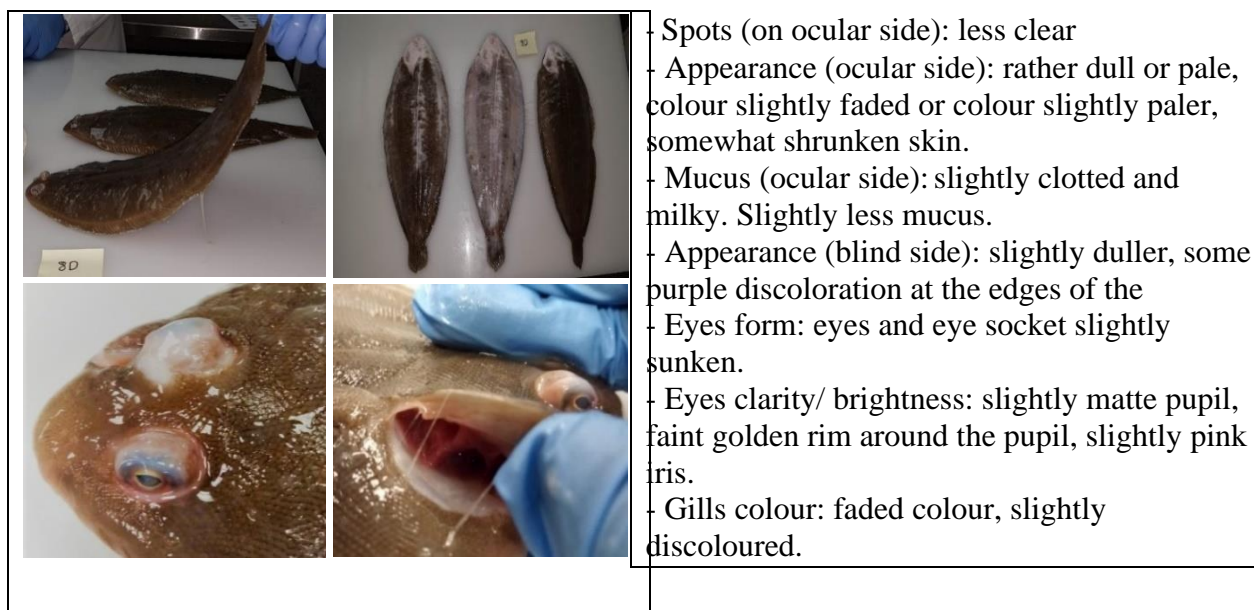 8D
8D
- Spots (on ocular side): less clear
- Appearance (ocular side): rather dull or pale,
colour slightly faded or colour slightly paler,
somewhat shrunken skin.
- Mucus (ocular side): slightly clotted and
milky. Slightly less mucus.
- Appearance (blind side): slightly duller, some
purple discoloration at the edges of the
- Eyes form: eyes and eye socket slightly
sunken.
- Eyes clarity/ brightness: slightly matte pupil,
faint golden rim around the pupil, slightly pink
iris.
- Gills colour: faded colour, slightly
discoloured.